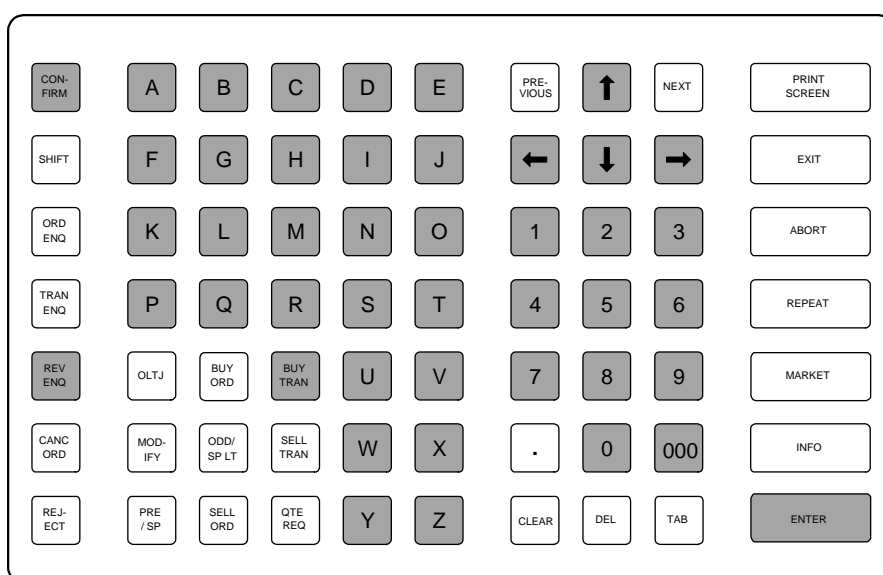 CON-
FIRM
A
B
C
D
E
PRE-
VIOUS
NEXT
PRINT
SCREEN
SHIFT
F
G
H
I
J
EXIT
ORD
ENQ
K
L
M
N
O
1
2
3
ABORT
TRAN
ENQ
P
Q
R
S
T
4
5
6
REPEAT
REV
ENQ
OLTJ
BUY
ORD
BUY
TRAN
U
V
7
8
9
MARKET
CANC
ORD
MOD-
IFY
ODD/
SP LT
SELL
TRAN
W
X
.
0
000
INFO
REJ-
ECT
PRE
/ SP
SELL
ORD
QTE
REQ
Y
Z
CLEAR
DEL
TAB
ENTER